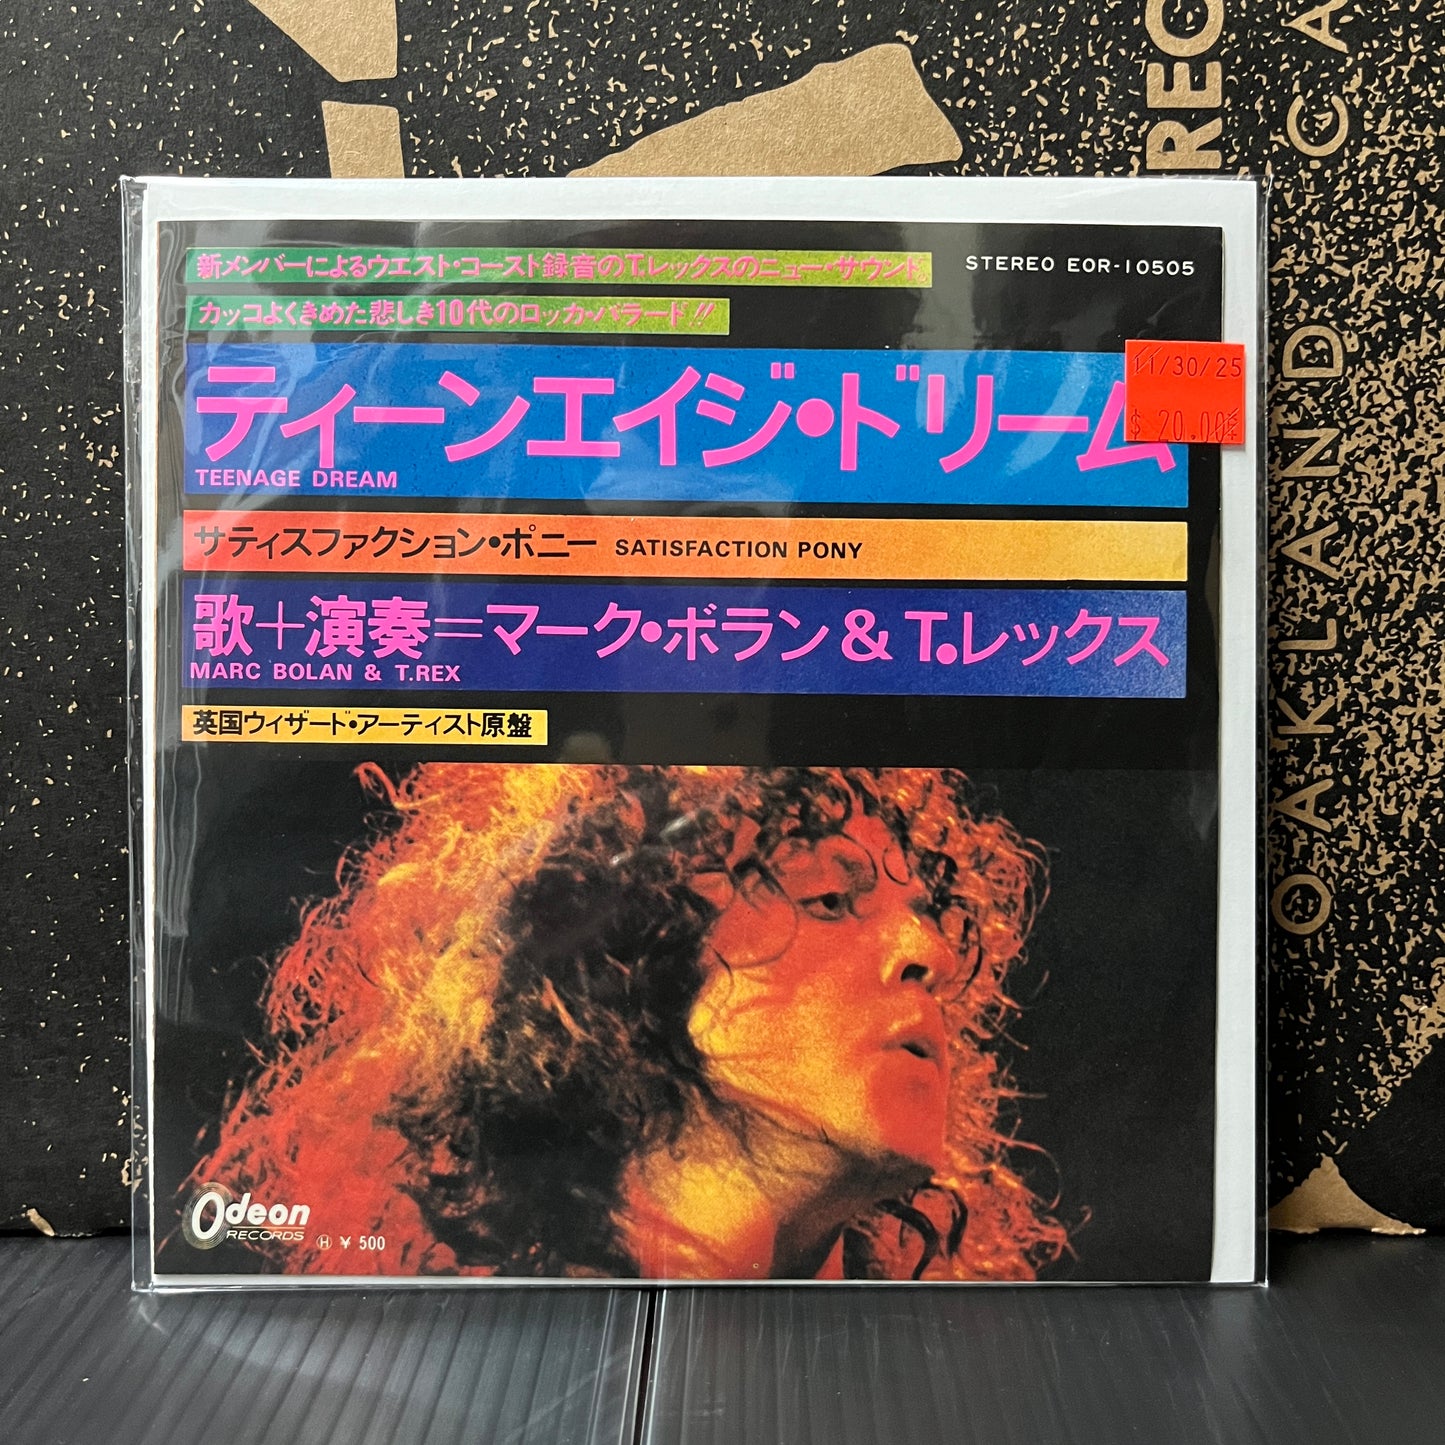 新メンバーによるウエスト・コースト録音のT.レックスのニュー・サウンド。
STEREO EOR-10505
カッコよくきめた悲しき10代のロッカ・バラード!!
ティーンエイジ・ドリーム
TEENAGE DREAM
11/30/25
$ 20.00
サティスファクション・ポニー SATISFACTION PONY
歌+演奏=マーク・ボラン & T.レックス
MARC BOLAN & T.REX
英国ウィザード・アーティスト原盤
Odeon
RECORDS
Ⓗ ¥ 500
REC
OAKLAND CA